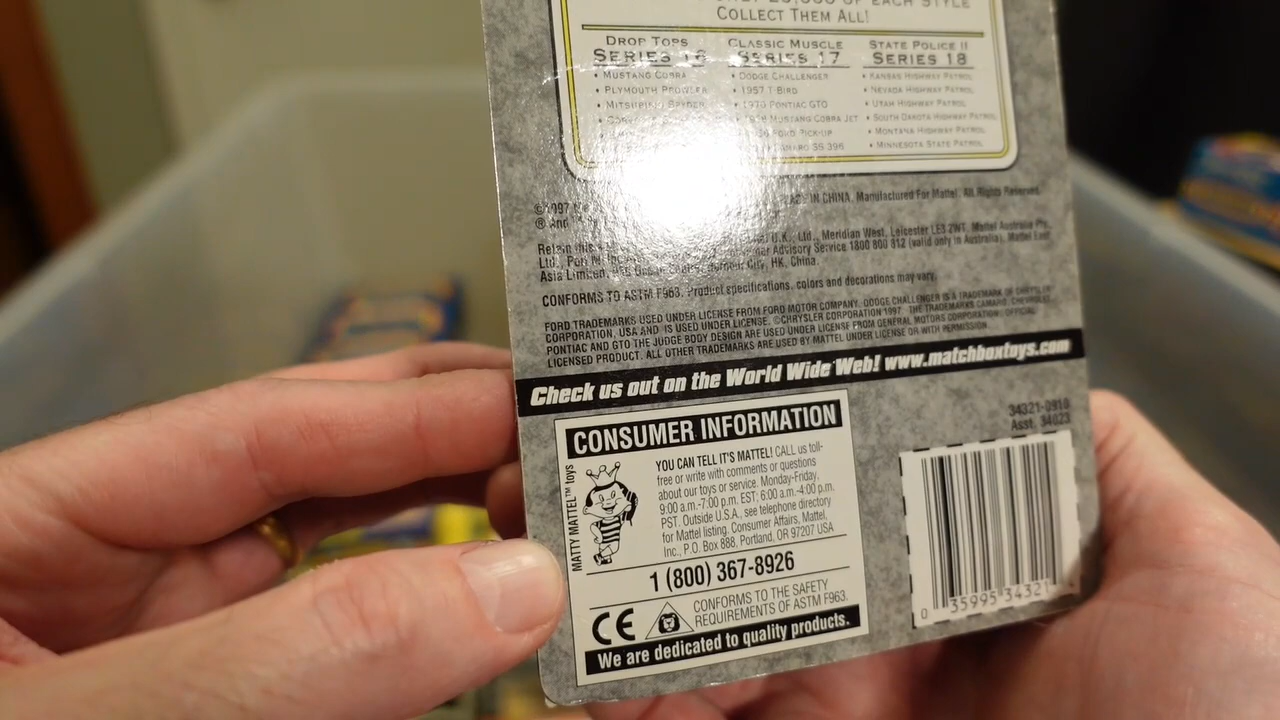 OF EACH STYLE
COLLECT THEM ALL!
DROP TOPS
SERIES 16
• MUSTANG COBRA
• PLYMOUTH PROWLER
• MITSUBISHI SPYDER
CLASSIC MUSCLE
SERIES 17
• DODGE CHALLENGER
• 1957 T-BIRD
• 1970 PONTIAC GTO
MUSTANG COBRA JET
FORD PICK-UP
CAMARO SS 396
STATE POLICE II
SERIES 18
• KANSAS HIGHWAY PATROL
• NEVADA HIGHWAY PATROL
• UTAH HIGHWAY PATROL
• SOUTH DAKOTA HIGHWAY PATROL
• MONTANA HIGHWAY PATROL
• MINNESOTA STATE PATROL
©1997 IN CHINA. Manufactured For Mattel. All Rights Reserved.
® and
Retain this U.K., Ltd., Meridian West, Leicester LE3 2WT. Mattel Australia Pty.
Ltd., Advisory Service 1800 800 812 (valid only in Australia). Mattel East
Asia Limited, City, HK, China.
CONFORMS TO ASTM F963. Product specifications, colors and decorations may vary.
FORD TRADEMARKS USED UNDER LICENSE FROM FORD MOTOR COMPANY. DODGE CHALLENGER IS A TRADEMARK OF CHRYSLER
CORPORATION, USA AND IS USED UNDER LICENSE. ©CHRYSLER CORPORATION 1997. THE TRADEMARKS CAMARO, CHEVROLET,
PONTIAC AND GTO THE JUDGE BODY DESIGN ARE USED UNDER LICENSE FROM GENERAL MOTORS CORPORATION. OFFICIAL
LICENSED PRODUCT. ALL OTHER TRADEMARKS ARE USED BY MATTEL UNDER LICENSE OR WITH PERMISSION.
Check us out on the World Wide Web! www.matchboxtoys.com
34321-0910
Asst. 34023
CONSUMER INFORMATION
MATTY MATTEL™ toys
YOU CAN TELL IT'S MATTEL! CALL us toll-
free or write with comments or questions
about our toys or service. Monday-Friday,
9:00 a.m.-7:00 p.m. EST; 6:00 a.m.-4:00 p.m.
PST. Outside U.S.A., see telephone directory
for Mattel listing. Consumer Affairs, Mattel,
Inc., P.O. Box 888, Portland, OR 97207 USA
1 (800) 367-8926
CE
CONFORMS TO THE SAFETY
REQUIREMENTS OF ASTM F963.
We are dedicated to quality products.
0 35995 34321